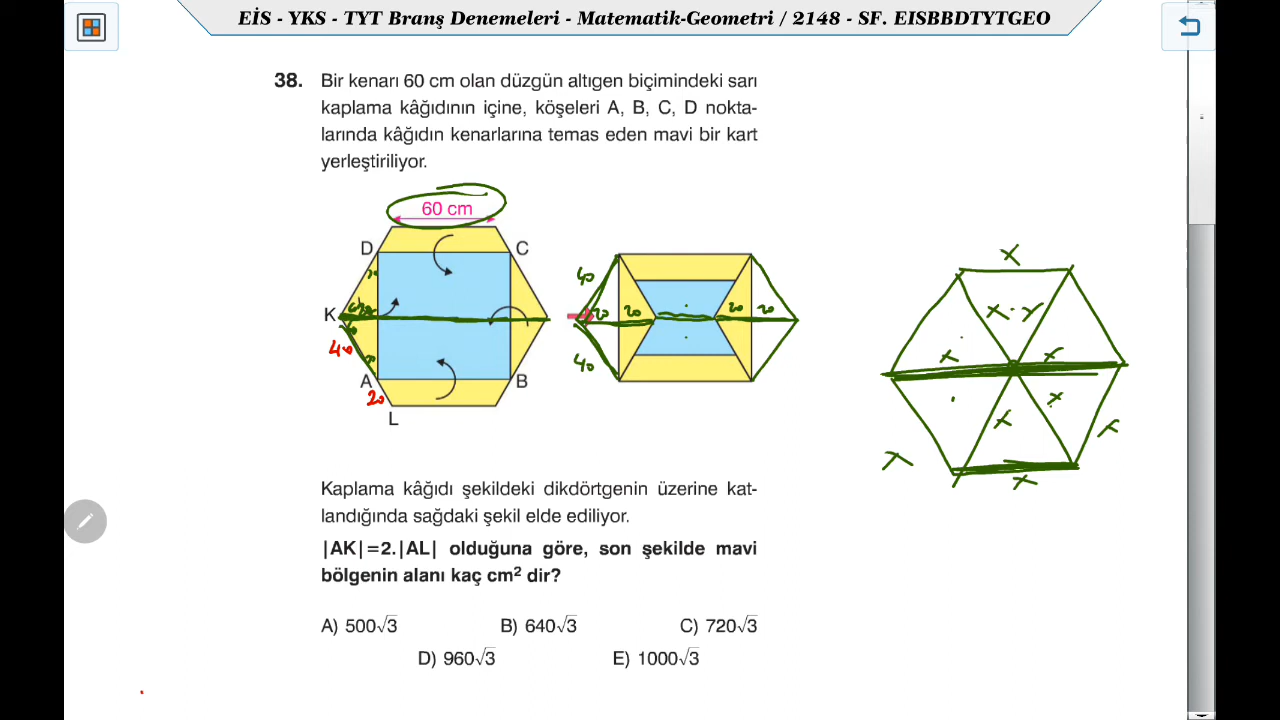 EİS - YKS - TYT Branş Denemeleri - Matematik-Geometri / 2148 - SF. EISBBDTYTGEO
38. Bir kenarı 60 cm olan düzgün altıgen biçimindeki sarı
kaplama kâğıdının içine, köşeleri A, B, C, D nokta-
larında kâğıdın kenarlarına temas eden mavi bir kart
yerleştiriliyor.
60 cm
D C
K
40
A B
20
L
40
20 20 20 20
40
x
x
x x
x x
x
x
Kaplama kâğıdı şekildeki dikdörtgenin üzerine kat-
landığında sağdaki şekil elde ediliyor.
|AK|=2.|AL| olduğuna göre, son şekilde mavi
bölgenin alanı kaç cm² dir?
A) 500√3 B) 640√3 C) 720√3
D) 960√3 E) 1000√3